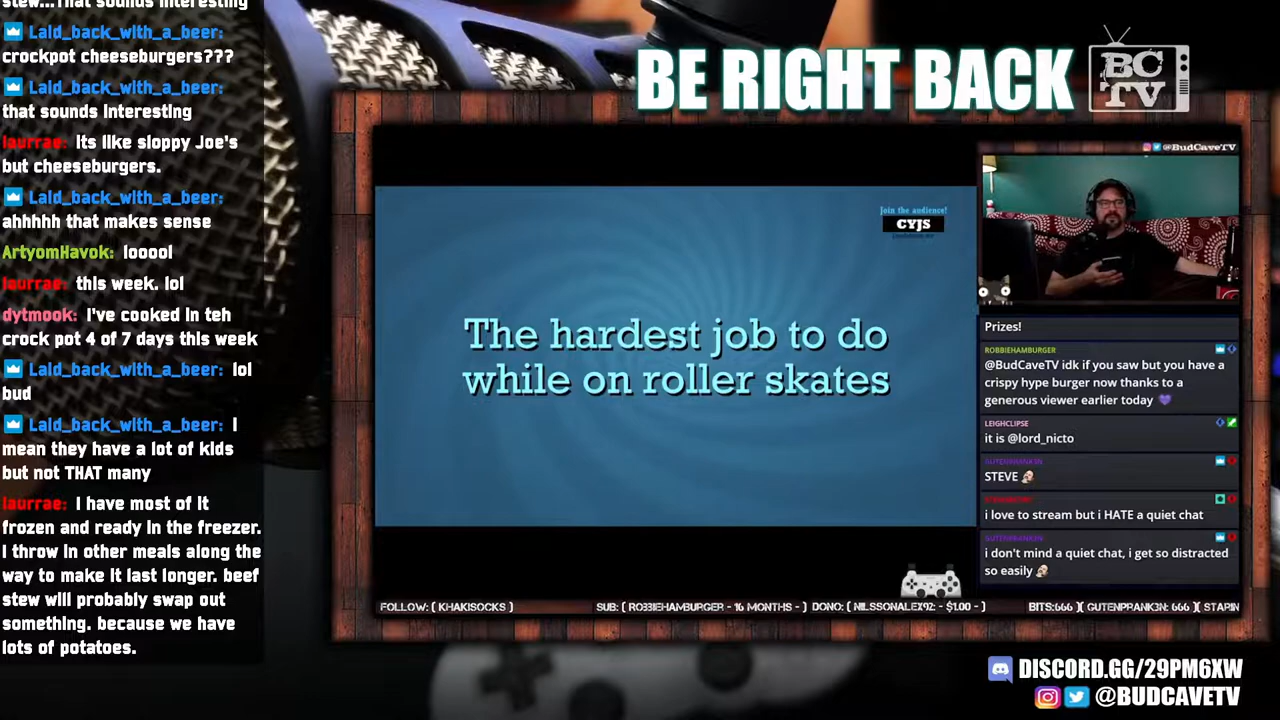 stew...That sounds interesting
Laid_back_with_a_beer:
crockpot cheeseburgers???
Laid_back_with_a_beer:
that sounds interesting
laurrae: Its like sloppy Joe's
but cheeseburgers.
Laid_back_with_a_beer:
ahhhhh that makes sense
ArtyomHavok: looool
laurrae: this week. lol
dytmook: I've cooked in teh
crock pot 4 of 7 days this week
Laid_back_with_a_beer: lol
bud
Laid_back_with_a_beer: I
mean they have a lot of kids
but not THAT many
laurrae: I have most of it
frozen and ready in the freezer.
I throw in other meals along the
way to make it last longer. beef
stew will probably swap out
something. because we have
lots of potatoes.
BE RIGHT BACK
BC
TV
@BudCaveTV
Join the audience!
CYJS
The hardest job to do
while on roller skates
Prizes!
ROBBIEHAMBURGER
@BudCaveTV idk if you saw but you have
a crispy hype burger now thanks to a
generous viewer earlier today
LEIGHCLIPSE
it is @lord_nicto
GUTENPRANK3N
STEVE
i love to stream but i HATE a quiet chat
GUTENPRANK3N
i don't mind a quiet chat, i get so distracted
so easily
FOLLOW: ( KHAKISOCKS ) SUB: ( ROBBIEHAMBURGER - 16 MONTHS - ) DONO: ( NILSSONALEX92: - $1.00 - ) BITS:666 )( GUTENPRANK3N: 666 )( STAPIN
DISCORD.GG/29PM6XW
@BUDCAVETV